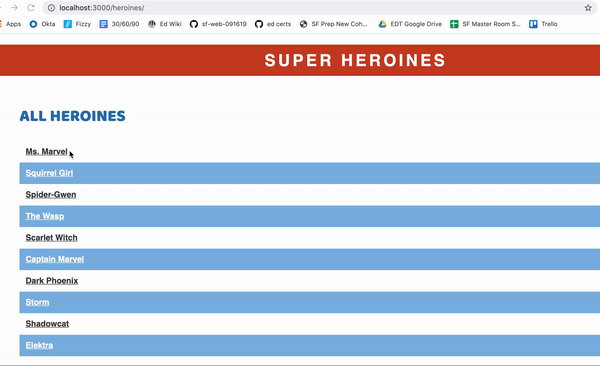 localhost:3000/heroines/
Apps Okta Fizzy 30/60/90 Ed Wiki sf-web-091619 ed certs SF Prep New Coh... EDT Google Drive SF Master Room S... Trello
SUPER HEROINES
ALL HEROINES
Ms. Marvel
Squirrel Girl
Spider-Gwen
The Wasp
Scarlet Witch
Captain Marvel
Dark Phoenix
Storm
Shadowcat
Elektra